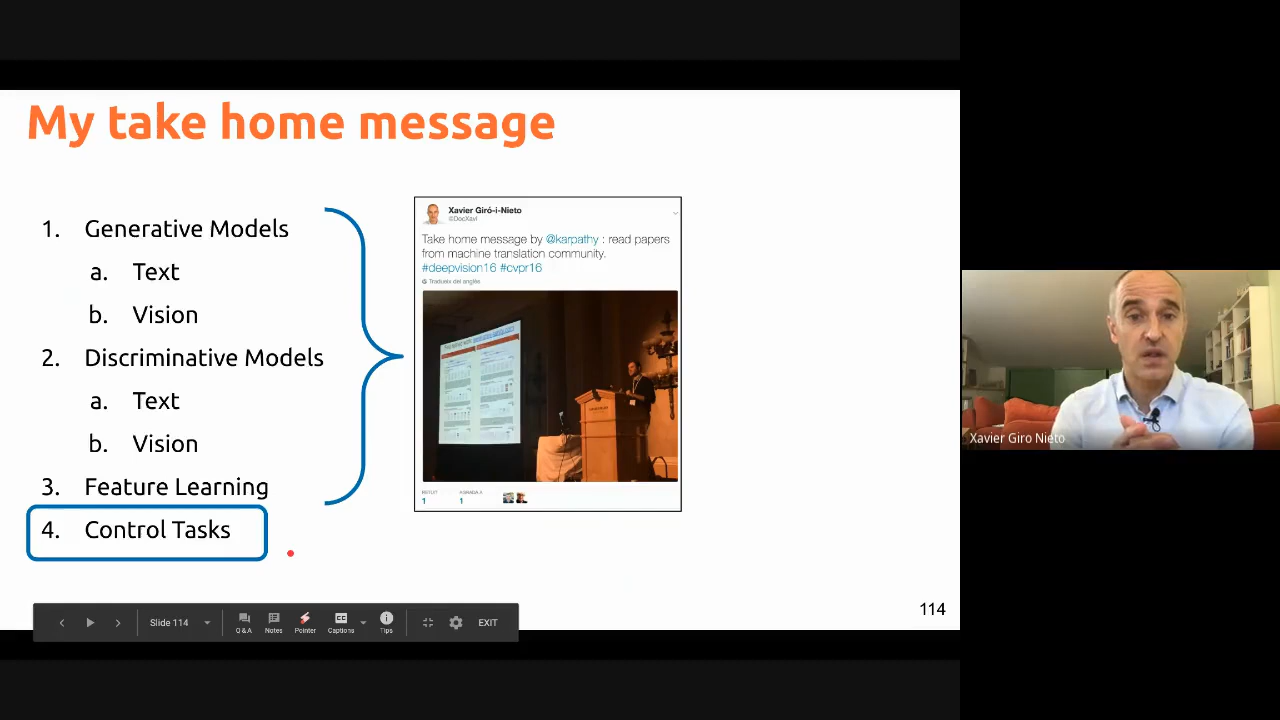 My take home message
1. Generative Models
a. Text
b. Vision
2. Discriminative Models
a. Text
b. Vision
3. Feature Learning
4. Control Tasks
Xavier Giró-i-Nieto
@DocXavi
Take home message by @karpathy : read papers
from machine translation community.
#deepvision16 #cvpr16
Tradueix del anglès
1 1
Xavier Giro Nieto
114
Slide 114
Q&A Notes Pointer Captions Tips EXIT